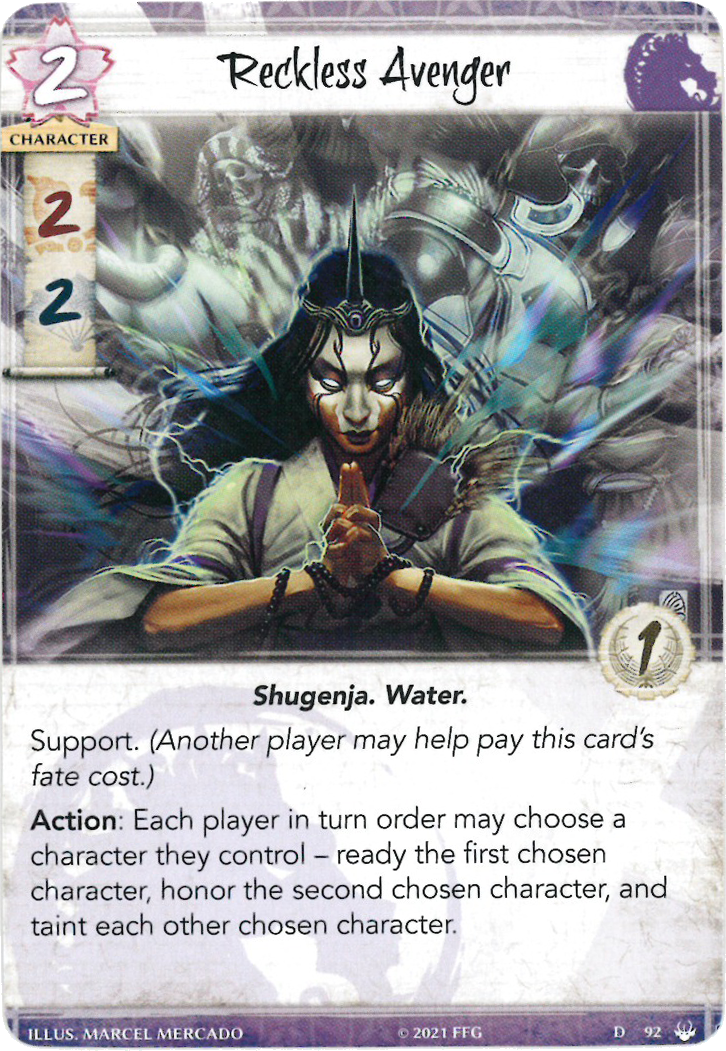 2
Reckless Avenger
CHARACTER
2
2
1
Shugenja. Water.
Support. (Another player may help pay this card's
fate cost.)
Action: Each player in turn order may choose a
character they control – ready the first chosen
character, honor the second chosen character, and
taint each other chosen character.
ILLUS. MARCEL MERCADO
© 2021 FFG
D 92